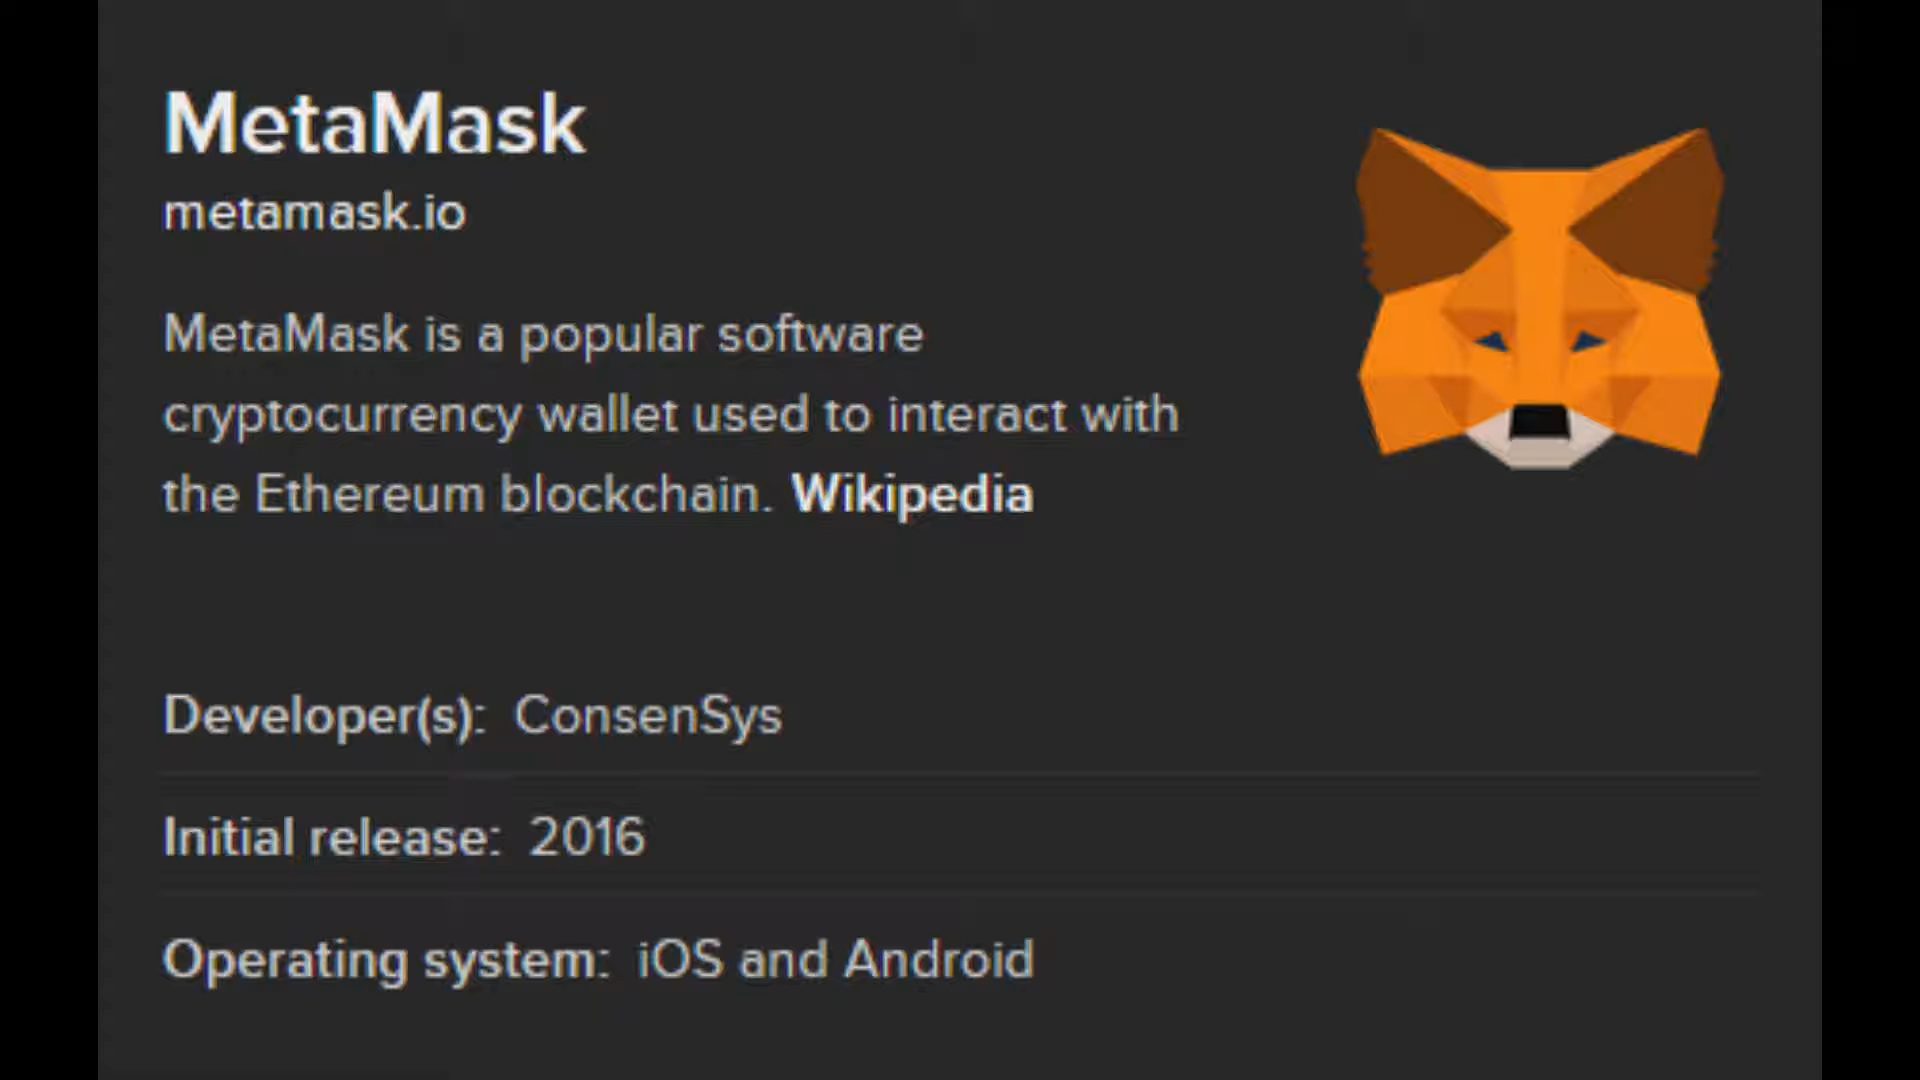 MetaMask
metamask.io
MetaMask is a popular software
cryptocurrency wallet used to interact with
the Ethereum blockchain. Wikipedia
Developer(s): ConsenSys
Initial release: 2016
Operating system: iOS and Android